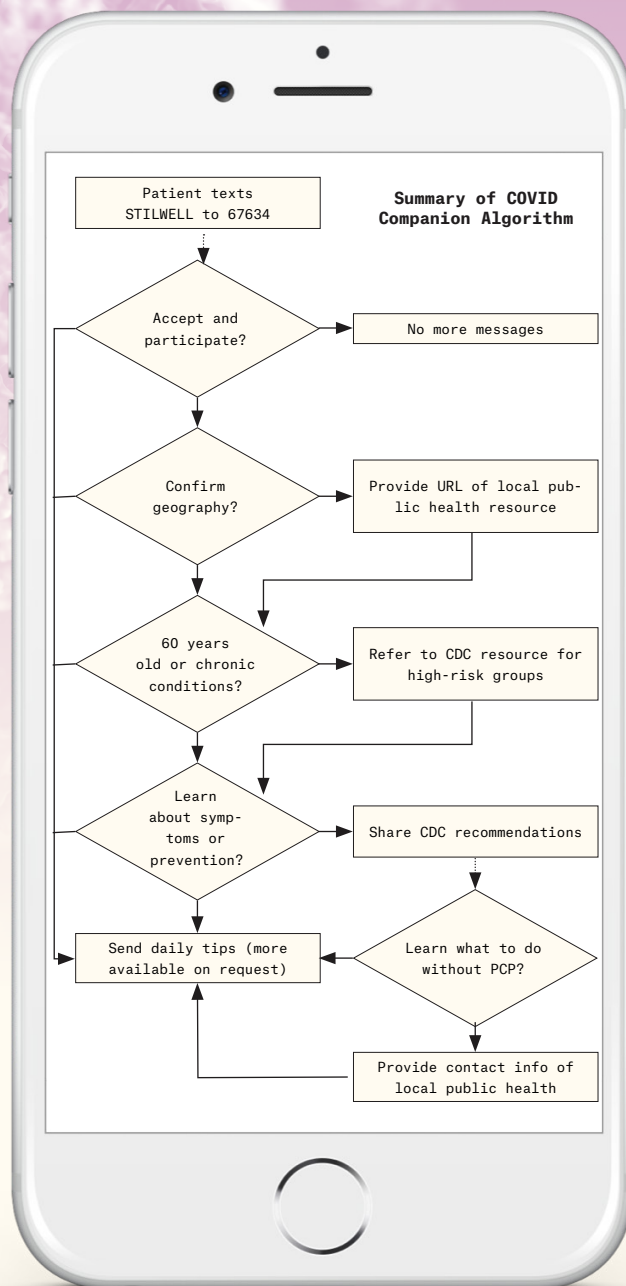 Patient texts
STILWELL to 67634
Summary of COVID
Companion Algorithm
Accept and
participate?
No more messages
Confirm
geography?
Provide URL of local pub-
lic health resource
60 years
old or chronic
conditions?
Refer to CDC resource for
high-risk groups
Learn
about symp-
toms or
prevention?
Share CDC recommendations
Send daily tips (more
available on request)
Learn what to do
without PCP?
Provide contact info of
local public health